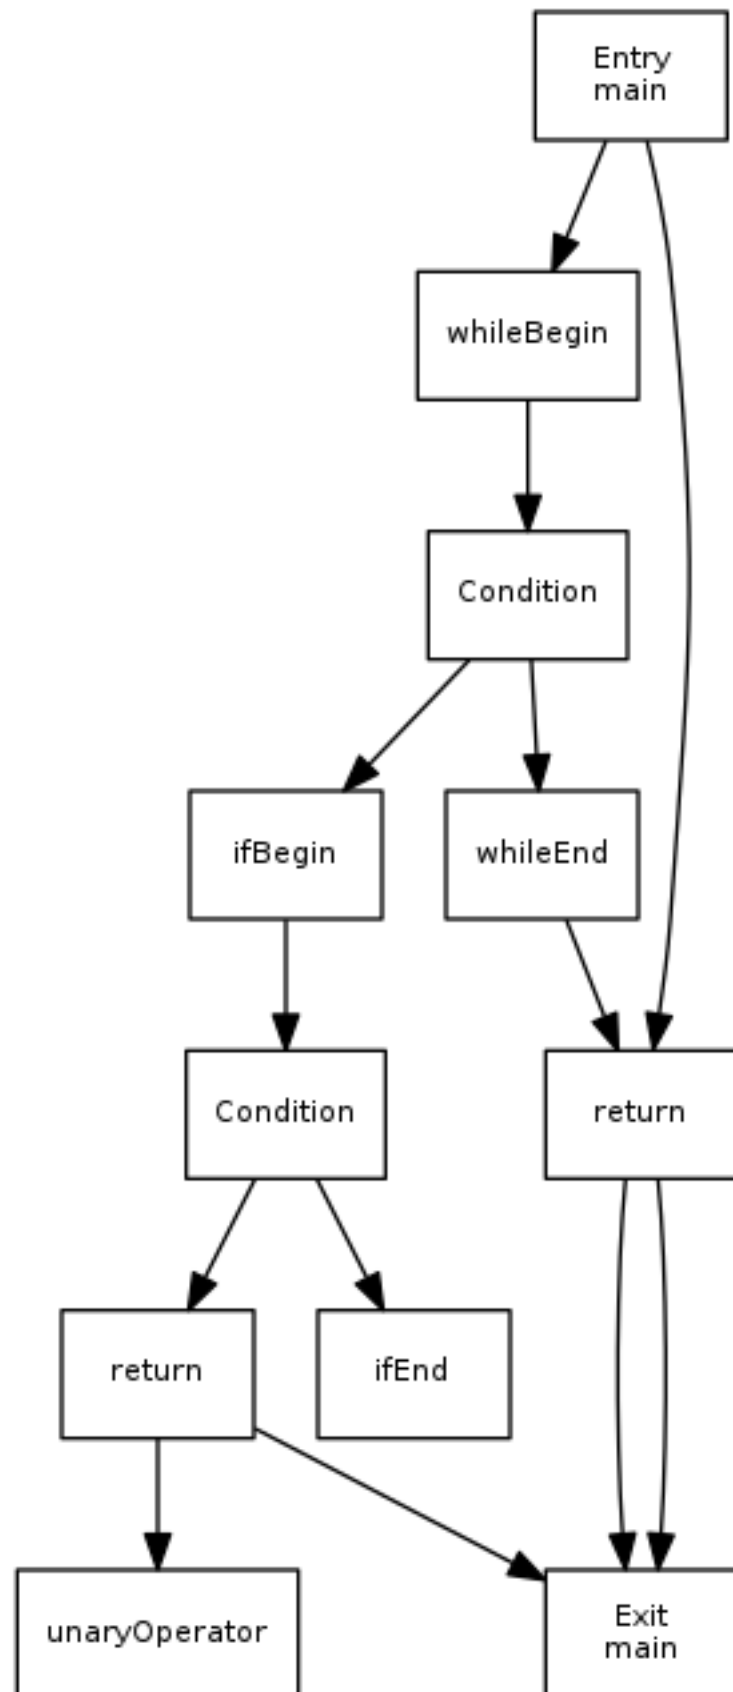 Entry
main
whileBegin
Condition
ifBegin
whileEnd
Condition
return
return
ifEnd
unaryOperator
Exit
main